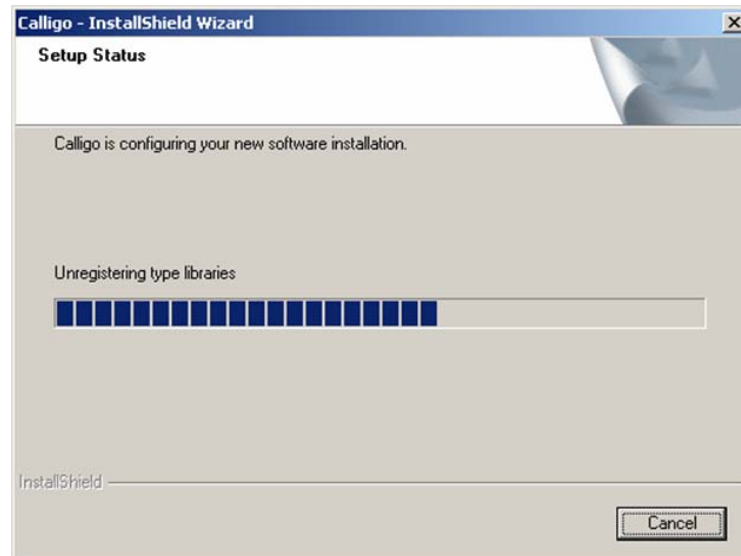 Calligo - InstallShield Wizard
Setup Status
Calligo is configuring your new software installation.
Unregistering type libraries
InstallShield
Cancel